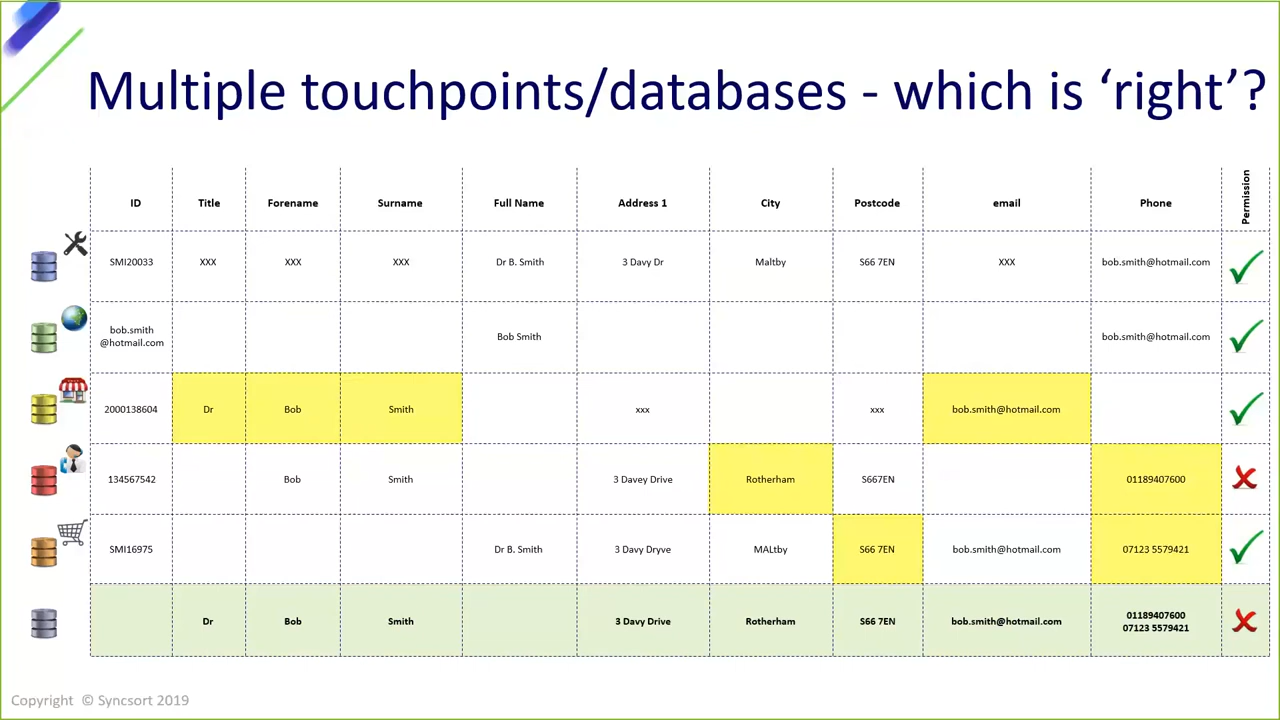 Multiple touchpoints/databases - which is ‘right’?
ID Title Forename Surname Full Name Address 1 City Postcode email Phone Permission
SMI20033 XXX XXX XXX Dr B. Smith 3 Davy Dr Maltby S66 7EN XXX bob.smith@hotmail.com
bob.smith
@hotmail.com Bob Smith bob.smith@hotmail.com
2000138604 Dr Bob Smith xxx xxx bob.smith@hotmail.com
134567542 Bob Smith 3 Davey Drive Rotherham S667EN 01189407600
SMI16975 Dr B. Smith 3 Davy Dryve MALtby S66 7EN bob.smith@hotmail.com 07123 5579421
Dr Bob Smith 3 Davy Drive Rotherham S66 7EN bob.smith@hotmail.com 01189407600
07123 5579421
Copyright © Syncsort 2019